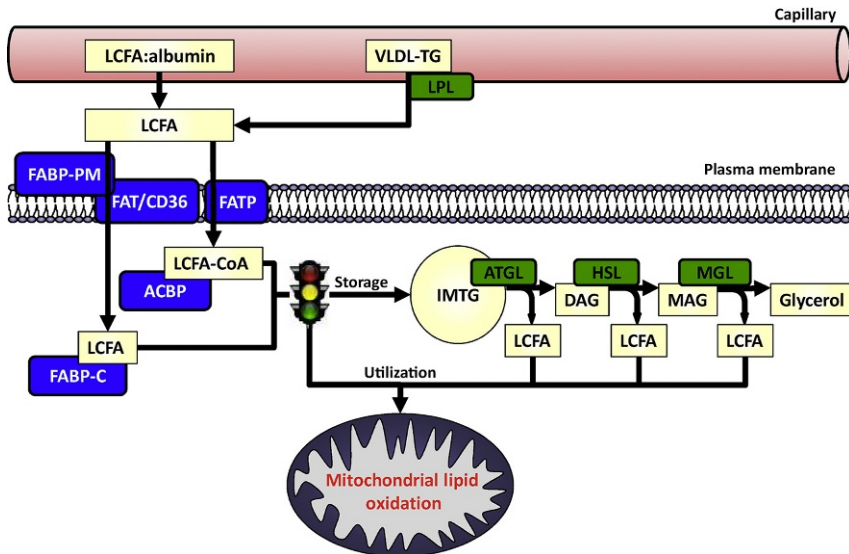 Capillary
LCFA:albumin
VLDL-TG
LPL
LCFA
FABP-PM
Plasma membrane
FAT/CD36
FATP
LCFA-CoA
ACBP
Storage
IMTG
ATGL
HSL
MGL
DAG
MAG
Glycerol
LCFA
FABP-C
LCFA
LCFA
LCFA
Utilization
Mitochondrial lipid
oxidation